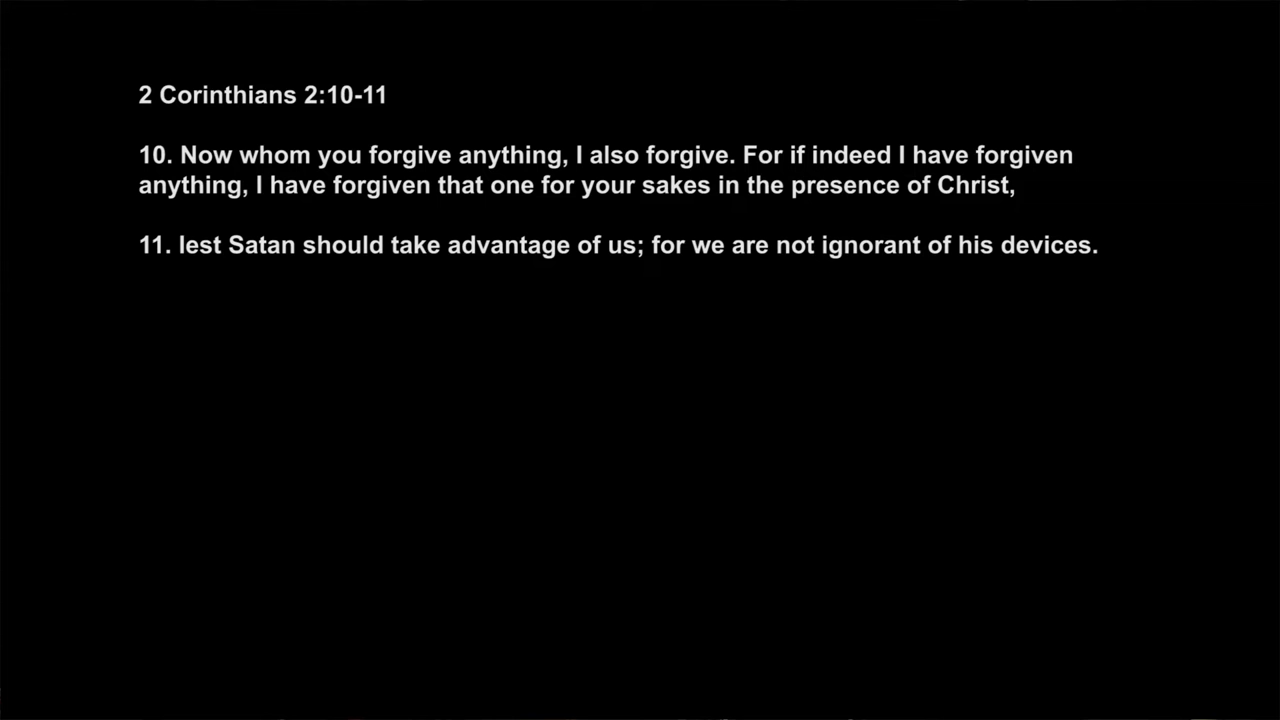 2 Corinthians 2:10-11
10. Now whom you forgive anything, I also forgive. For if indeed I have forgiven
anything, I have forgiven that one for your sakes in the presence of Christ,
11. lest Satan should take advantage of us; for we are not ignorant of his devices.